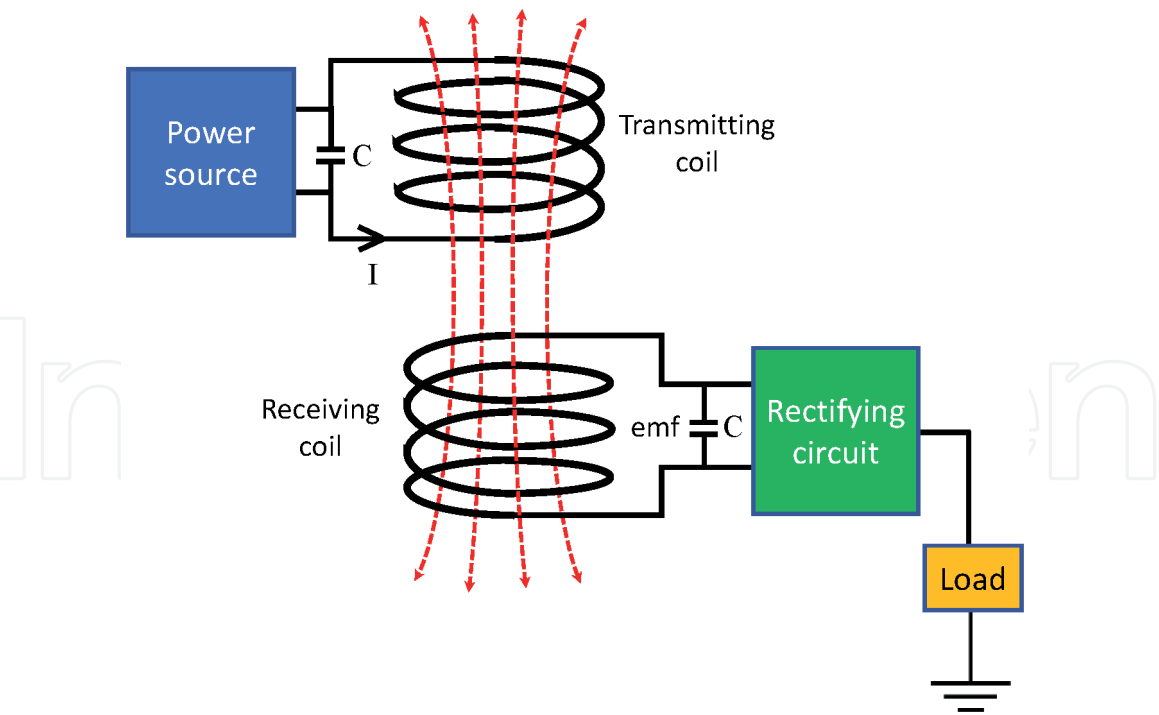 Power
source
C
Transmitting
coil
I
Receiving
coil
emf
C
Rectifying
circuit
Load